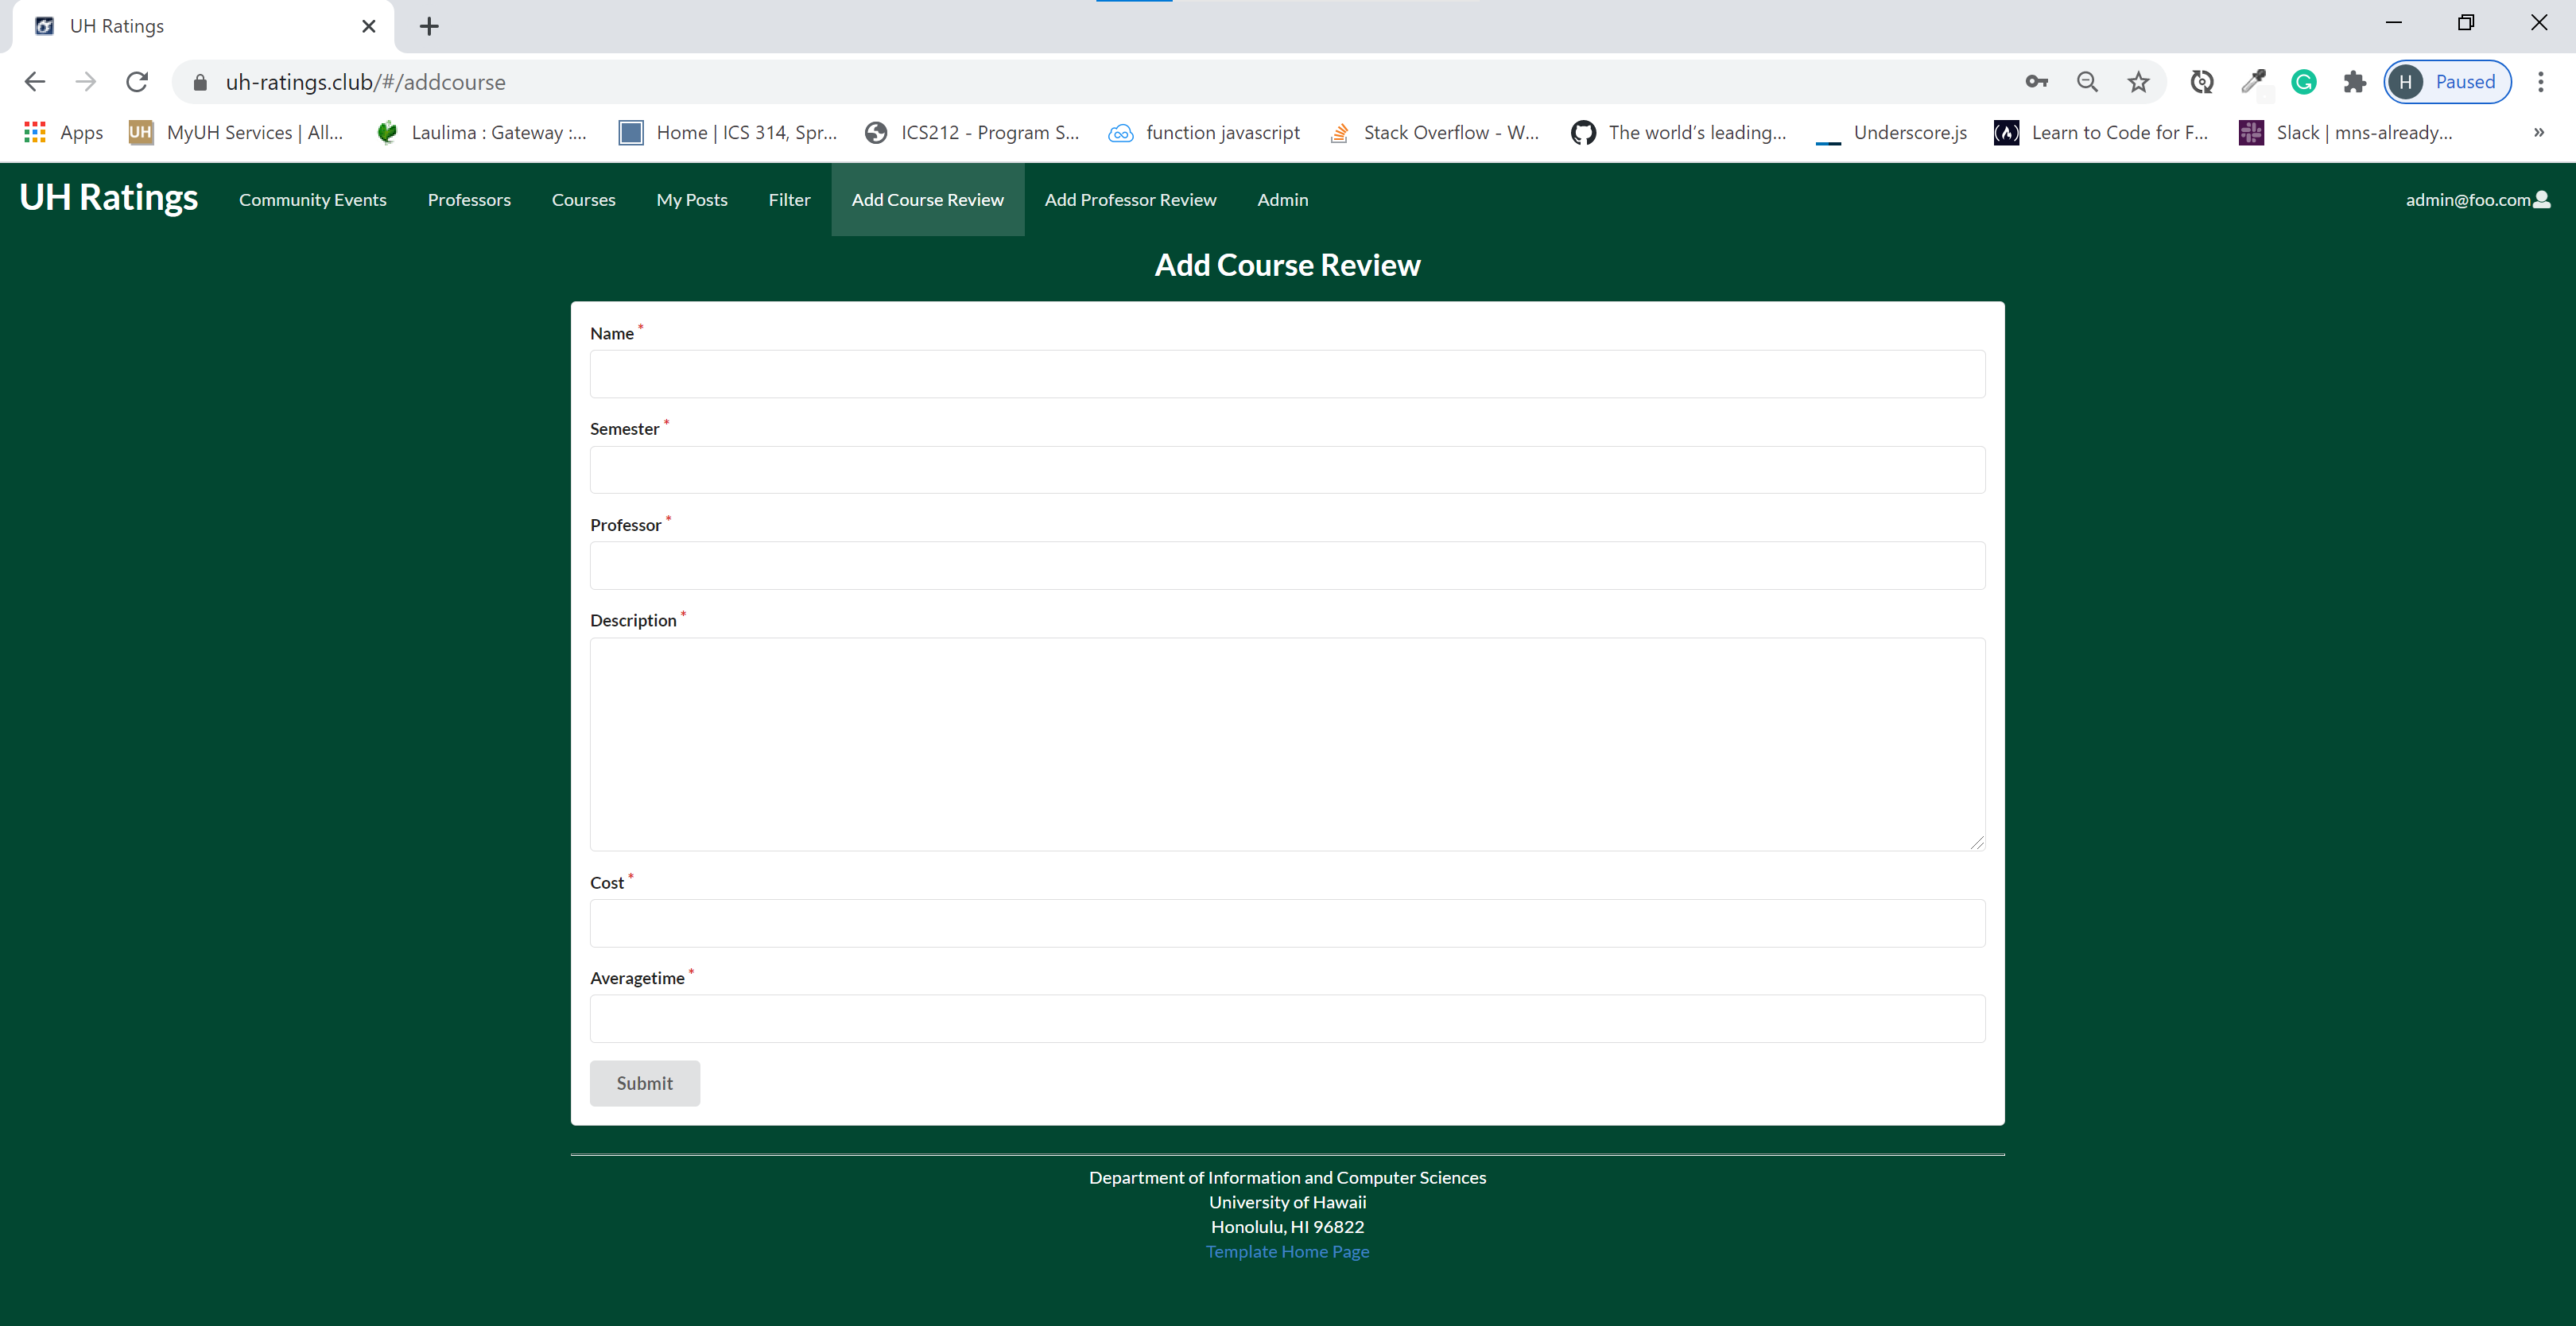 UH Ratings
uh-ratings.club/#/addcourse
H Paused
Apps UH MyUH Services | All... Laulima : Gateway :... Home | ICS 314, Spr... ICS212 - Program S... function javascript Stack Overflow - W... The world's leading... Underscore.js Learn to Code for F... Slack | mns-already... »
UH Ratings Community Events Professors Courses My Posts Filter Add Course Review Add Professor Review Admin admin@foo.com
Add Course Review
Name *
Semester *
Professor *
Description *
Cost *
Averagetime *
Submit
Department of Information and Computer Sciences
University of Hawaii
Honolulu, HI 96822
Template Home Page